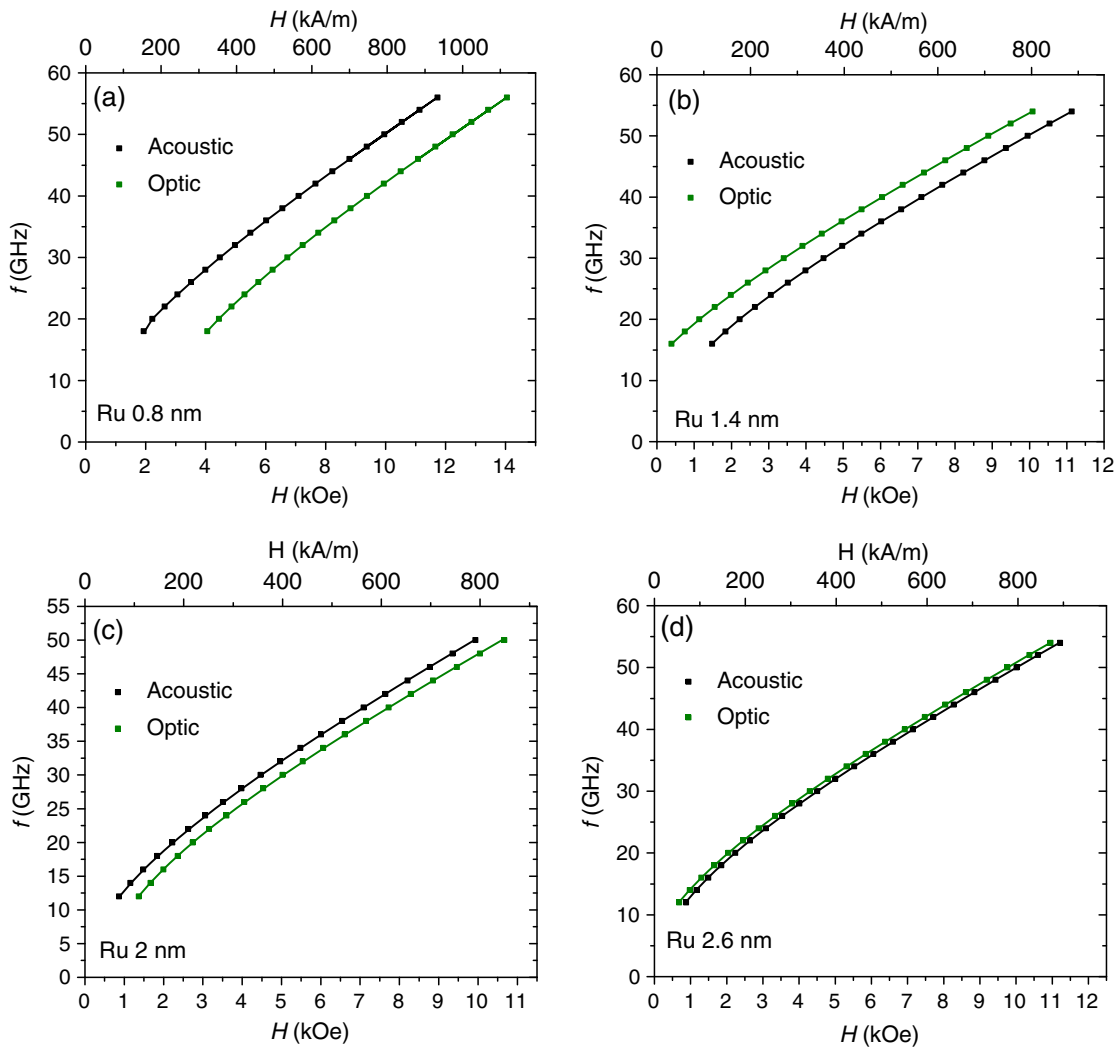 H (kA/m)
0 200 400 600 800 1000
(a)
Acoustic
Optic
Ru 0.8 nm
f (GHz)
60
50
40
30
20
10
0
0 2 4 6 8 10 12 14
H (kOe)
H (kA/m)
0 200 400 600 800
(b)
Acoustic
Optic
Ru 1.4 nm
f (GHz)
60
50
40
30
20
10
0
0 1 2 3 4 5 6 7 8 9 10 11 12
H (kOe)
H (kA/m)
0 200 400 600 800
(c)
Acoustic
Optic
Ru 2 nm
f (GHz)
55
50
45
40
35
30
25
20
15
10
5
0
0 1 2 3 4 5 6 7 8 9 10 11
H (kOe)
H (kA/m)
0 200 400 600 800
(d)
Acoustic
Optic
Ru 2.6 nm
f (GHz)
60
50
40
30
20
10
0
0 1 2 3 4 5 6 7 8 9 10 11 12
H (kOe)